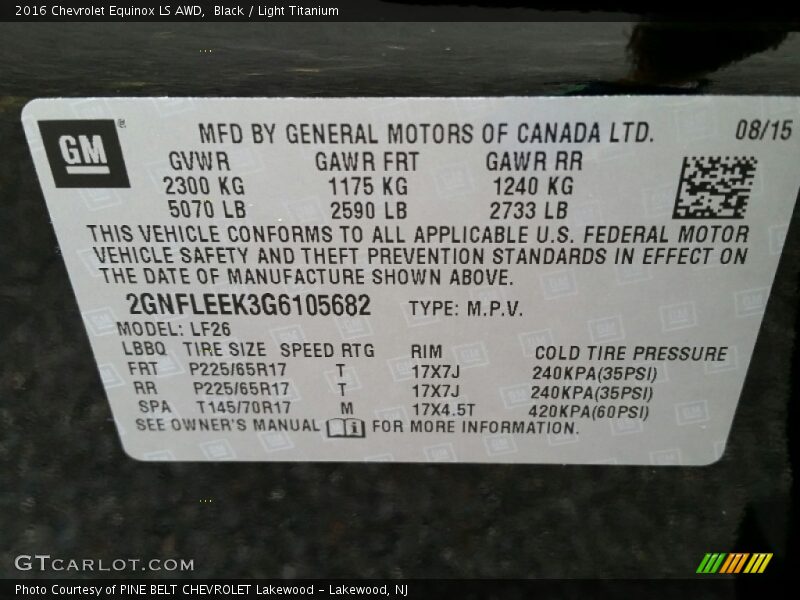 2016 Chevrolet Equinox LS AWD,  Black / Light Titanium
GM
MFD BY GENERAL MOTORS OF CANADA LTD. 08/15
GVWR GAWR FRT GAWR RR
2300 KG 1175 KG 1240 KG
5070 LB 2590 LB 2733 LB
THIS VEHICLE CONFORMS TO ALL APPLICABLE U.S. FEDERAL MOTOR
VEHICLE SAFETY AND THEFT PREVENTION STANDARDS IN EFFECT ON
THE DATE OF MANUFACTURE SHOWN ABOVE.
2GNFLEEK3G6105682 TYPE: M.P.V.
MODEL: LF26
LBBQ TIRE SIZE SPEED RTG RIM COLD TIRE PRESSURE
FRT P225/65R17 T 17X7J 240KPA(35PSI)
RR P225/65R17 T 17X7J 240KPA(35PSI)
SPA T145/70R17 M 17X4.5T 420KPA(60PSI)
SEE OWNER'S MANUAL FOR MORE INFORMATION.
GTCARLOT.COM
Photo Courtesy of PINE BELT CHEVROLET Lakewood – Lakewood, NJ